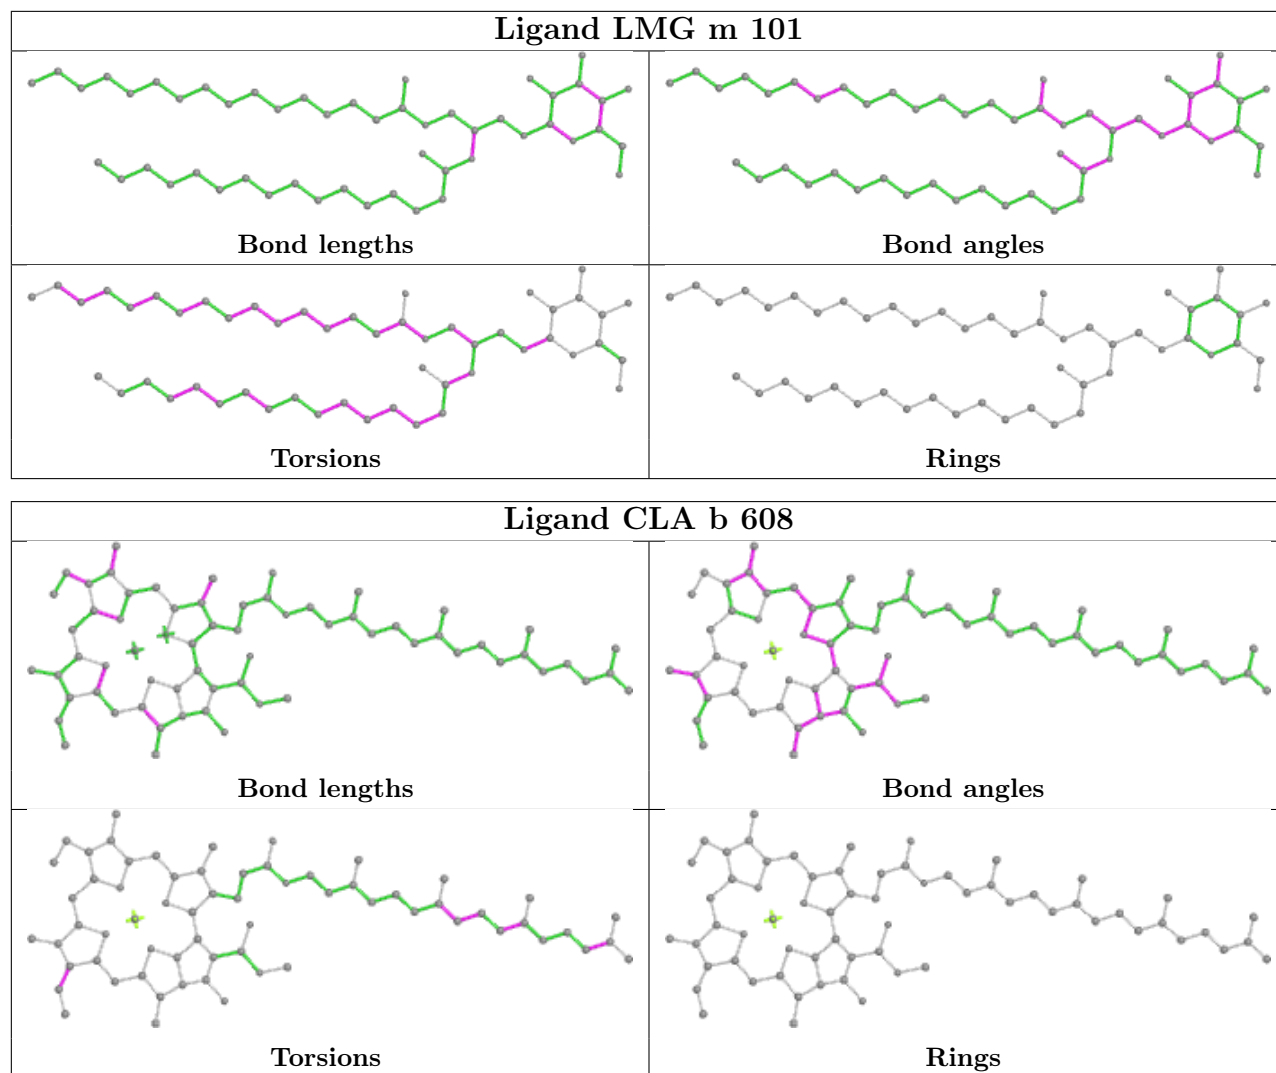 Ligand LMG m 101
Bond lengths
Bond angles
Torsions
Rings
Ligand CLA b 608
Bond lengths
Bond angles
Torsions
Rings